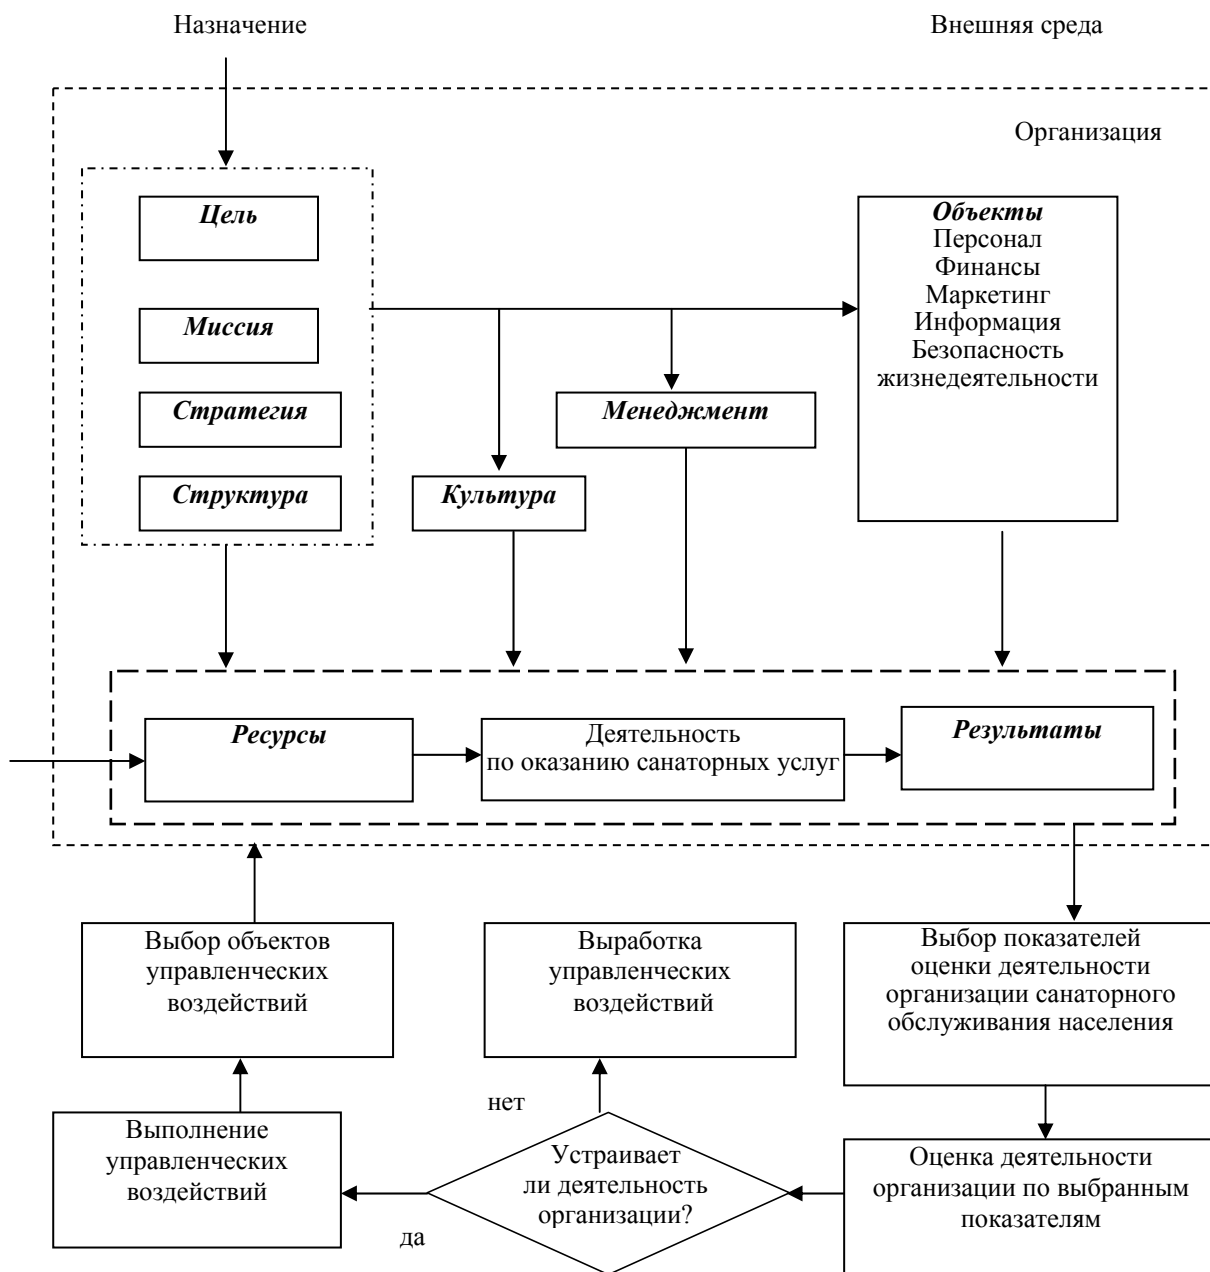 Назначение
Внешняя среда
Организация
Цель
Миссия
Стратегия
Структура
Культура
Менеджмент
Объекты
Персонал
Финансы
Маркетинг
Информация
Безопасность
жизнедеятельности
Ресурсы
Деятельность
по оказанию санаторных услуг
Результаты
Выбор объектов
управленческих
воздействий
Выработка
управленческих
воздействий
Выбор показателей
оценки деятельности
организации санаторного
обслуживания населения
нет
Выполнение
управленческих
воздействий
да
Устраивает
ли деятельность
организации?
Оценка деятельности
организации по выбранным
показателям